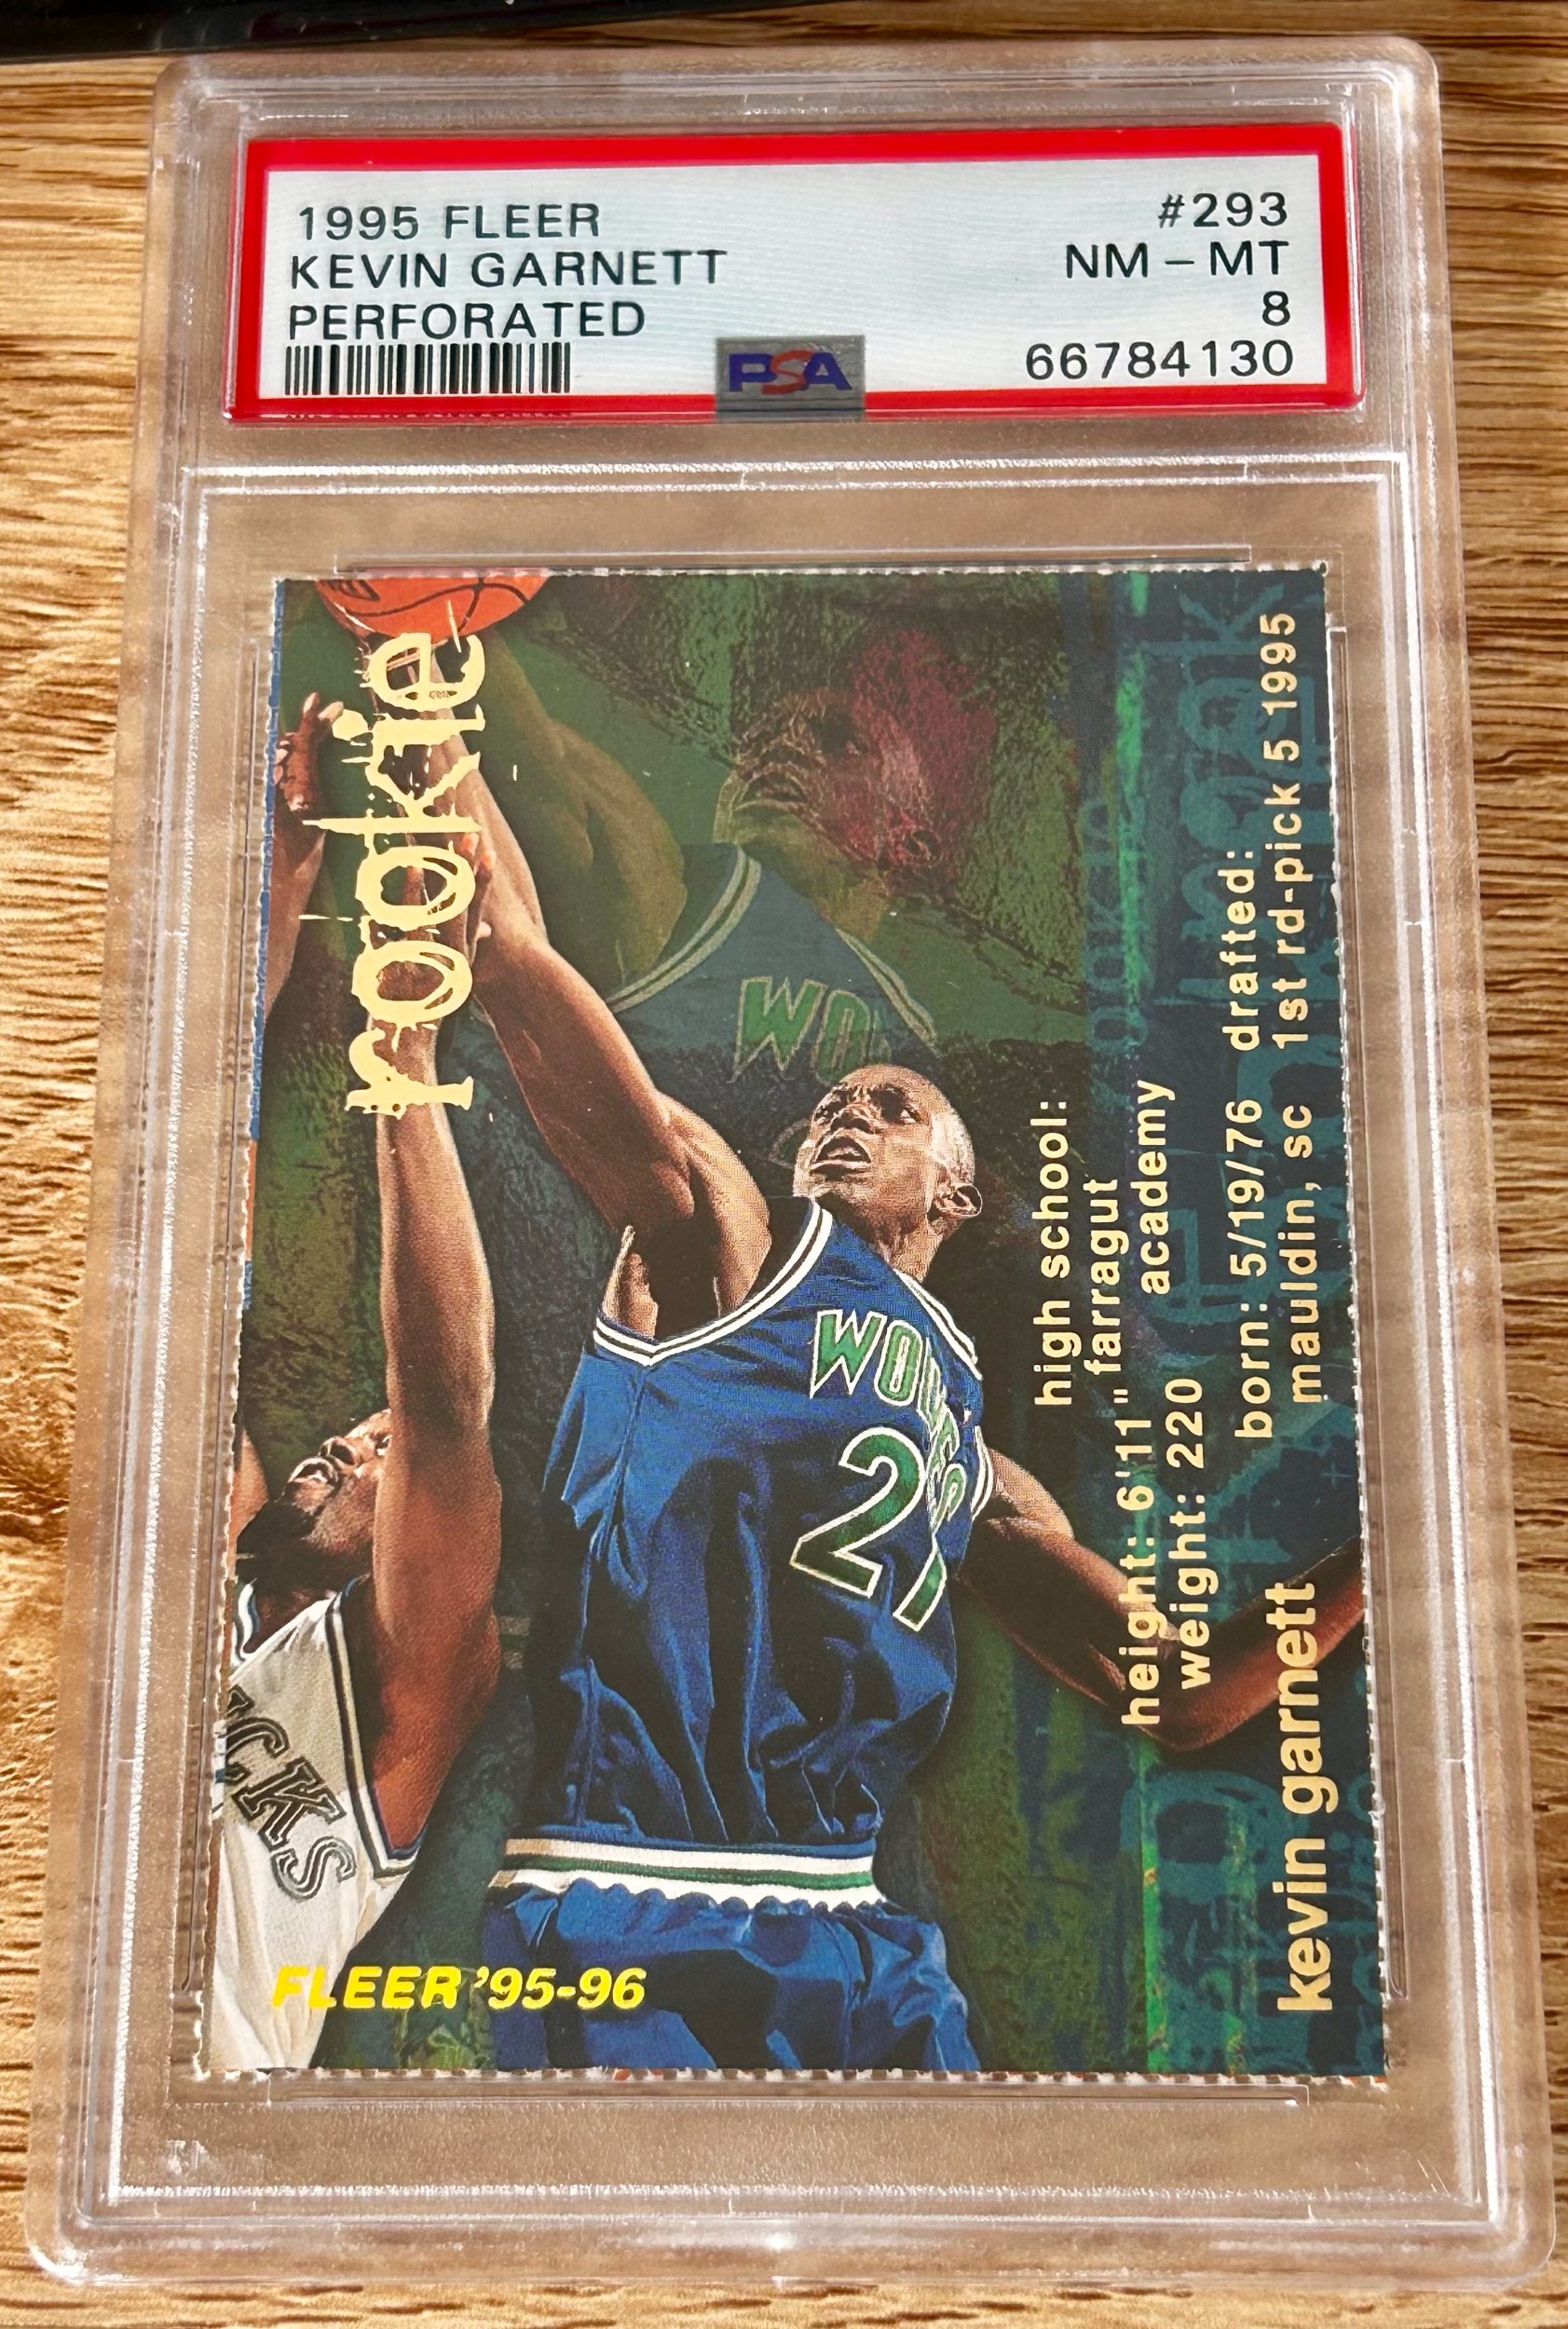 1995 FLEER
KEVIN GARNETT
PERFORATED
#293
NM - MT
8
66784130
PSA
rookie
WOL
WOLVES
21
CKS
high school:
farragut
academy
height: 6'11"
weight: 220
born: 5/19/76
mauldin, sc
drafted:
1st rd-pick 5 1995
kevin garnett
FLEER '95-96